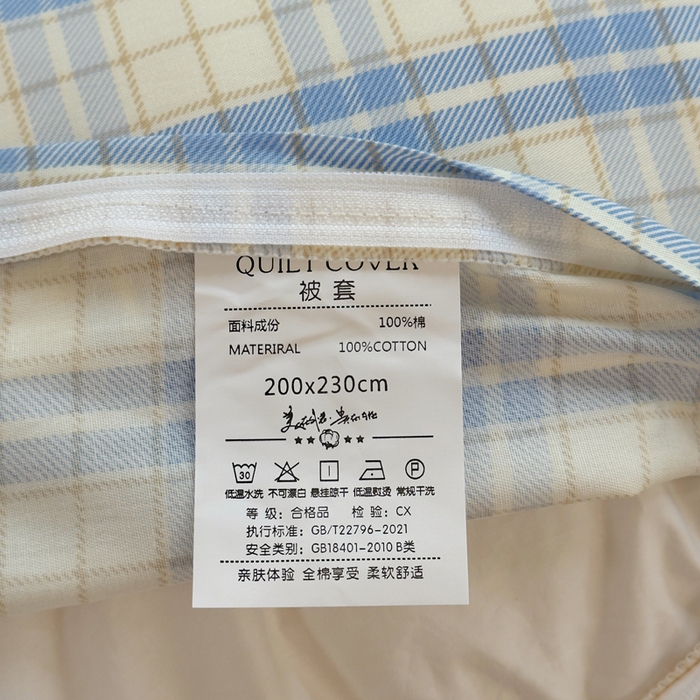 QUILT COVER
被套
面料成份 100%棉
MATERIRAL 100%COTTON
200x230cm
30
低温水洗 不可漂白 悬挂晾干 低温熨烫 常规干洗
P
等 级：合格品 检 验：CX
执行标准：GB/T22796-2021
安全类别：GB18401-2010 B类
亲肤体验 全棉享受 柔软舒适